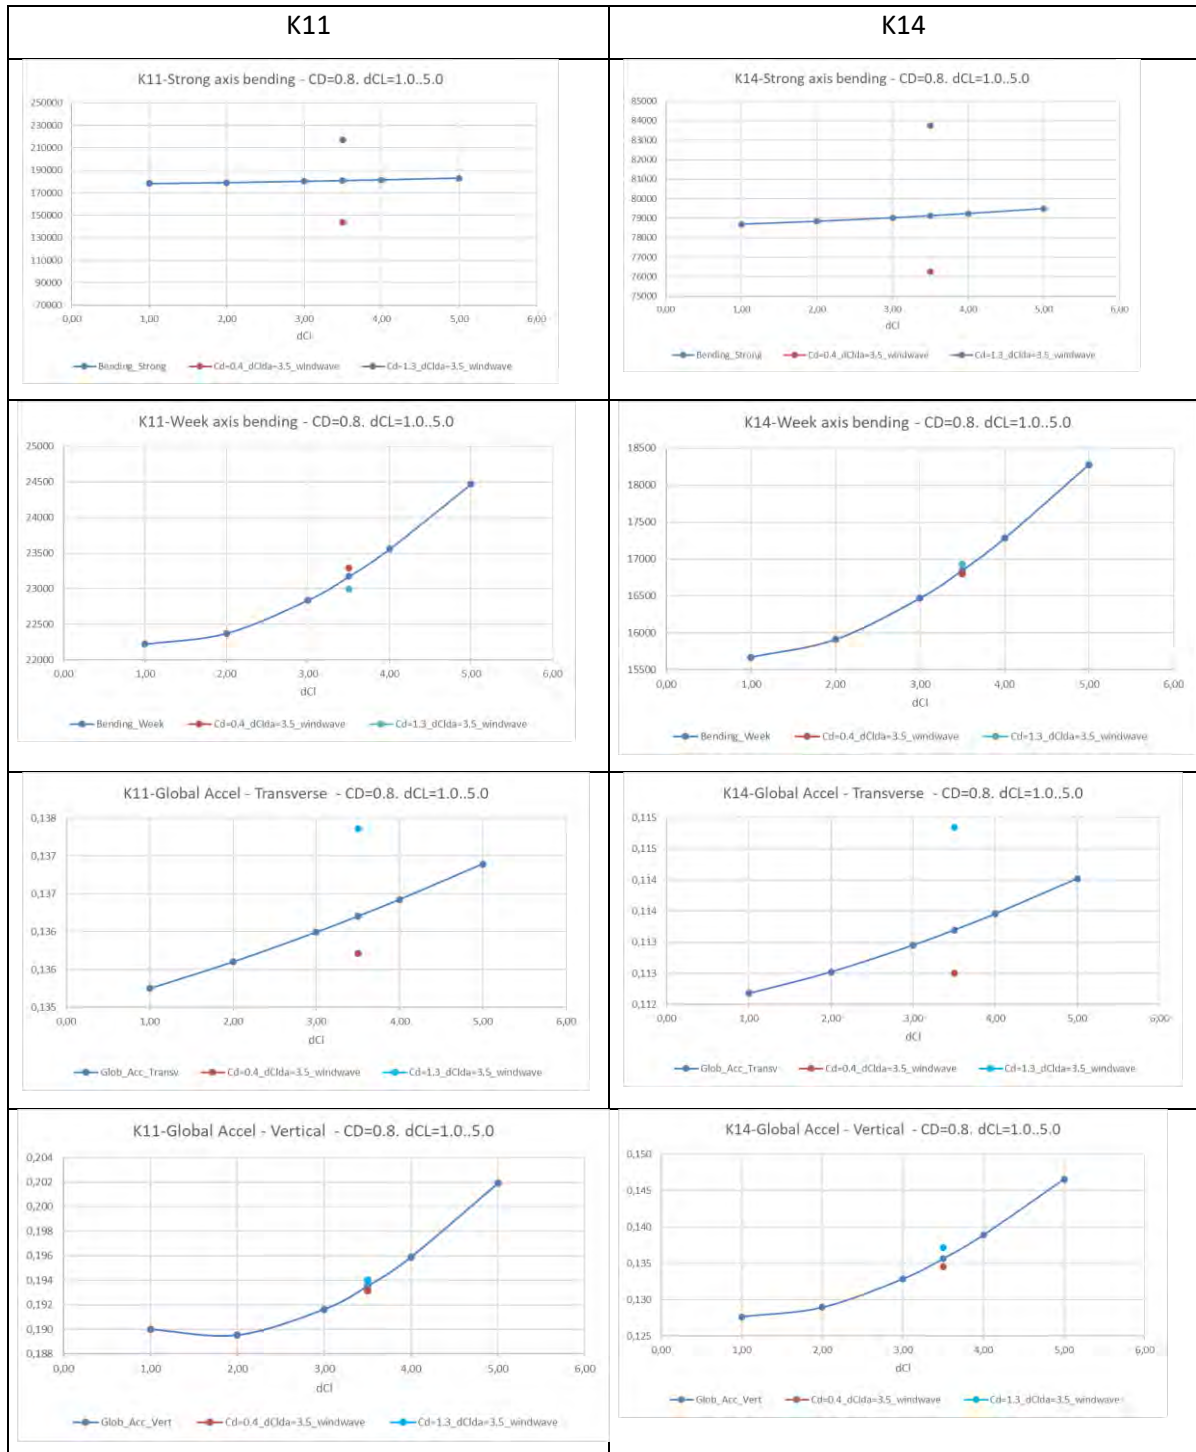 K11
K14
K11-Strong axis bending - CD=0.8. dCL=1.0..5.0
250000
230000
210000
190000
170000
150000
130000
110000
90000
70000
0,00 1,00 2,00 3,00 4,00 5,00 6,00
dCl
Bending_Strong Cd=0.4_dClda=3.5_windwave Cd=1.3_dClda=3.5_windwave
K14-Strong axis bending - CD=0.8. dCL=1.0..5.0
85000
84000
83000
82000
81000
80000
79000
78000
77000
76000
75000
0,00 1,00 2,00 3,00 4,00 5,00 6,00
dCl
Bending_Strong Cd=0.4_dClda=3.5_windwave Cd=1.3_dClda=3.5_windwave
K11-Week axis bending - CD=0.8. dCL=1.0..5.0
25000
24500
24000
23500
23000
22500
22000
0,00 1,00 2,00 3,00 4,00 5,00 6,00
dCl
Bending_Week Cd=0.4_dClda=3.5_windwave Cd=1.3_dClda=3.5_windwave
K14-Week axis bending - CD=0.8. dCL=1.0..5.0
18500
18000
17500
17000
16500
16000
15500
0,00 1,00 2,00 3,00 4,00 5,00 6,00
dCl
Bending_Week Cd=0.4_dClda=3.5_windwave Cd=1.3_dClda=3.5_windwave
K11-Global Accel - Transverse - CD=0.8. dCL=1.0..5.0
0,138
0,137
0,137
0,136
0,136
0,135
0,00 1,00 2,00 3,00 4,00 5,00 6,00
dCl
Glob_Acc_Transv Cd=0.4_dClda=3.5_windwave Cd=1.3_dClda=3.5_windwave
K14-Global Accel - Transverse - CD=0.8. dCL=1.0..5.0
0,115
0,115
0,114
0,114
0,113
0,113
0,112
0,00 1,00 2,00 3,00 4,00 5,00 6,00
dCl
Glob_Acc_Transv Cd=0.4_dClda=3.5_windwave Cd=1.3_dClda=3.5_windwave
K11-Global Accel - Vertical - CD=0.8. dCL=1.0..5.0
0,204
0,202
0,200
0,198
0,196
0,194
0,192
0,190
0,188
0,00 1,00 2,00 3,00 4,00 5,00 6,00
dCl
Glob_Acc_Vert Cd=0.4_dClda=3.5_windwave Cd=1.3_dClda=3.5_windwave
K14-Global Accel - Vertical - CD=0.8. dCL=1.0..5.0
0,150
0,145
0,140
0,135
0,130
0,125
0,00 1,00 2,00 3,00 4,00 5,00 6,00
dCl
Glob_Acc_Vert Cd=0.4_dClda=3.5_windwave Cd=1.3_dClda=3.5_windwave